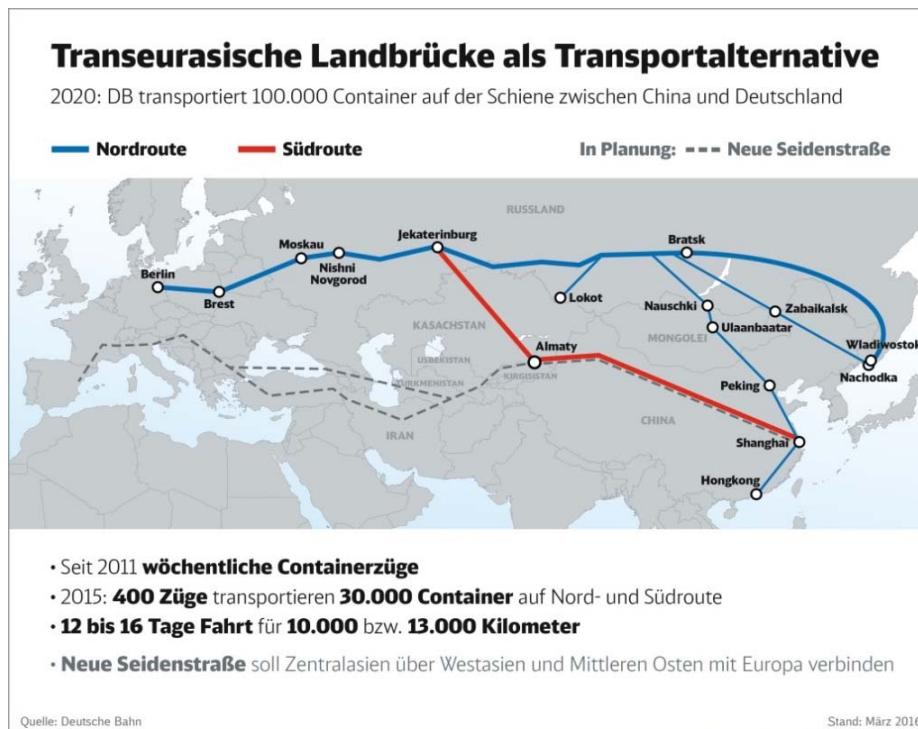 Transeurasische Landbrücke als Transportalternative
2020: DB transportiert 100.000 Container auf der Schiene zwischen China und Deutschland
Nordroute
Südroute
In Planung: Neue Seidenstraße
RUSSLAND
Jekaterinburg
Bratsk
Moskau
Nishni
Novgorod
Berlin
Brest
Lokot
Nauschki
Zabaikalsk
KASACHSTAN
Ulaanbaatar
MONGOLEI
Almaty
Wladiwostok
USBEKISTAN
KIRGISISTAN
Nachodka
TURKMENISTAN
Peking
CHINA
IRAN
Shanghai
Hongkong
• Seit 2011 wöchentliche Containerzüge
• 2015: 400 Züge transportieren 30.000 Container auf Nord- und Südroute
• 12 bis 16 Tage Fahrt für 10.000 bzw. 13.000 Kilometer
• Neue Seidenstraße soll Zentralasien über Westasien und Mittleren Osten mit Europa verbinden
Quelle: Deutsche Bahn
Stand: März 2016